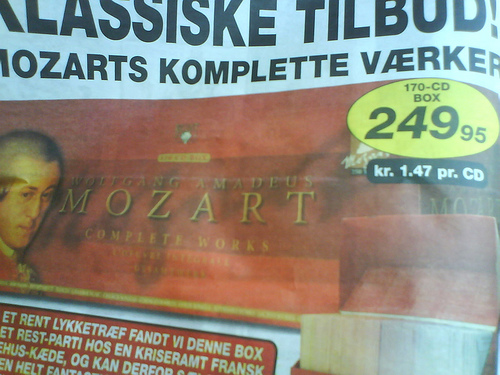 KLASSISKE TILBUD!
MOZARTS KOMPLETTE VÆRKER
170-CD
BOX
249 95
kr. 1.47 pr. CD
WOLFGANG AMADEUS
MOZART
COMPLETE WORKS
ET RENT LYKKETRÆF FANDT VI DENNE BOX
ET REST-PARTI HOS EN KRISERAMT FRANSK
EHUS-KÆDE, OG KAN DERFOR
EN HELT